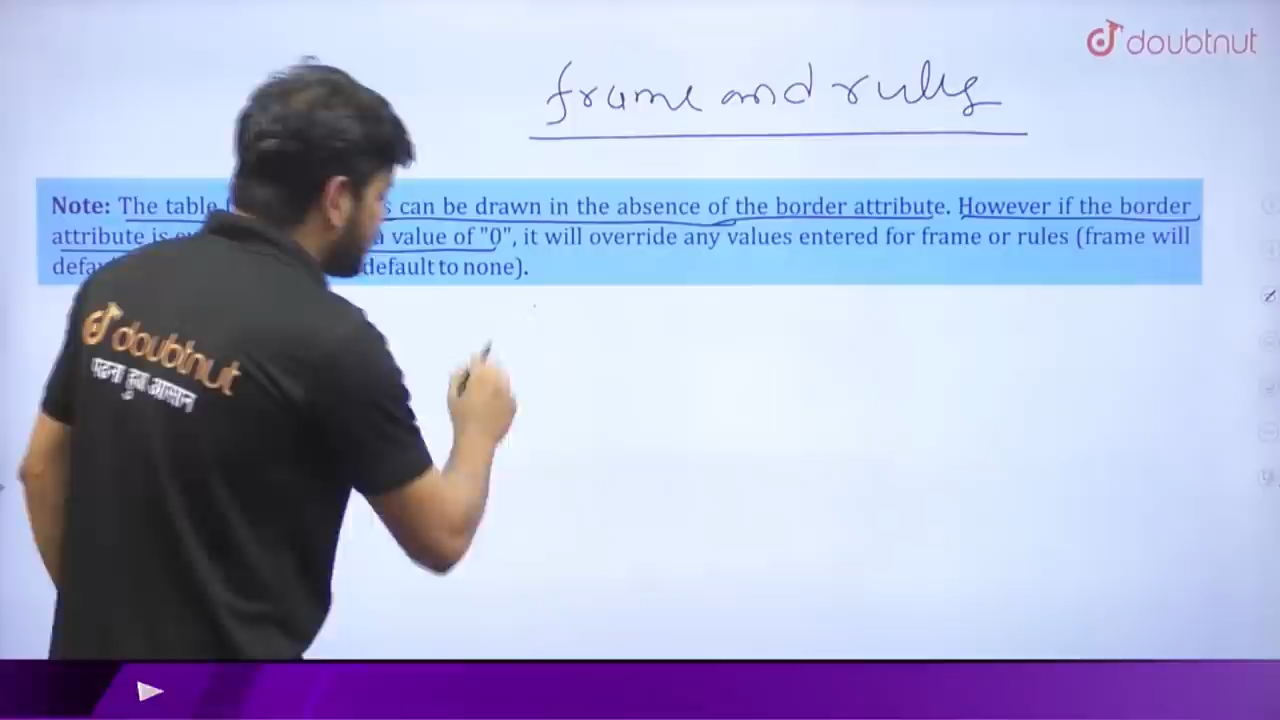 doubtnut
frame and rules
Note: The table can be drawn in the absence of the border attribute. However if the border
attribute is value of "0", it will override any values entered for frame or rules (frame will
default to none).
doubtnut
पढना हुआ आसान